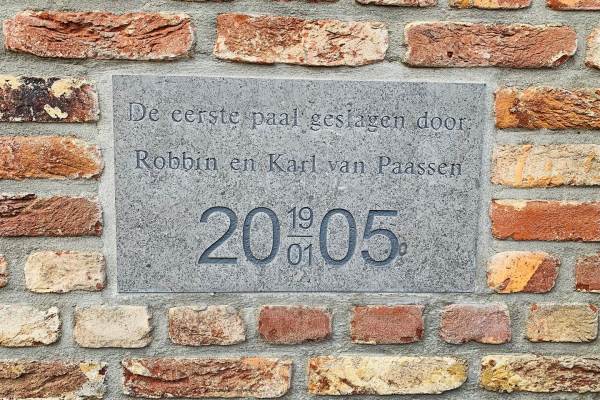 De eerste paal geslagen door:
Robbin en Karl van Paassen
20 19/01 05